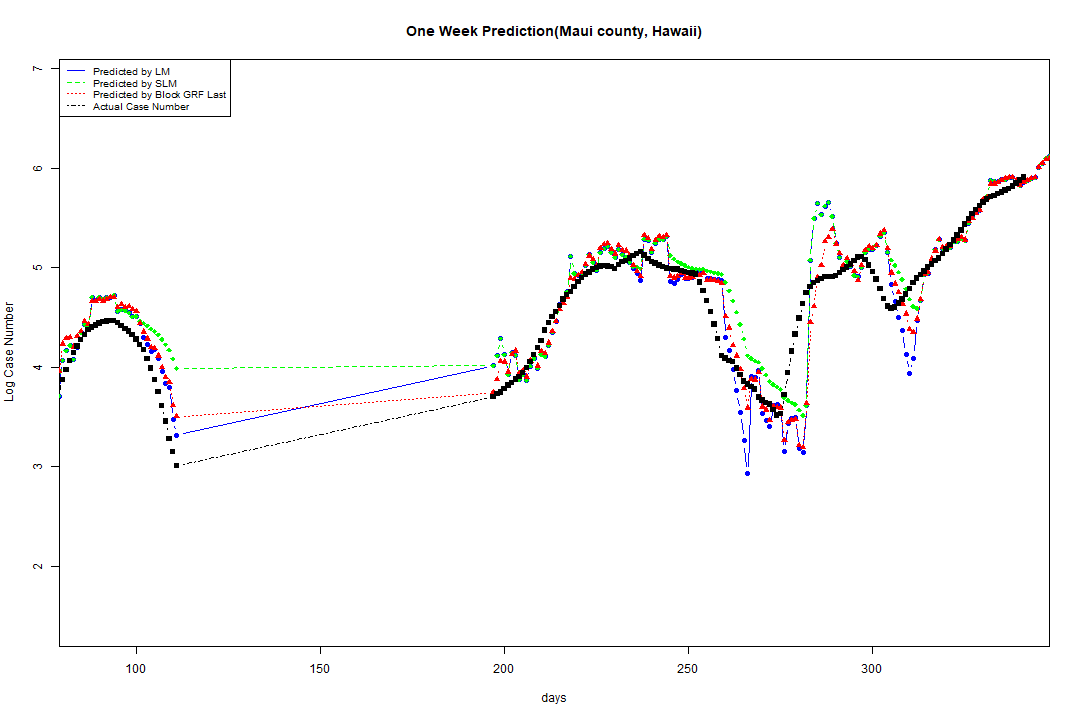 One Week Prediction(Maui county, Hawaii)
Predicted by LM
Predicted by SLM
Predicted by Block GRF Last
Actual Case Number
7
6
5
4
3
2
Log Case Number
100
150
200
250
300
days